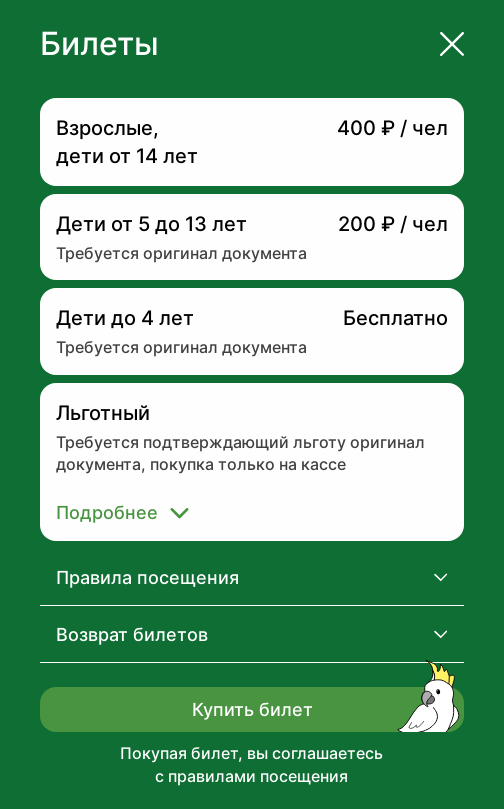 Билеты
Взрослые,
дети от 14 лет
400 ₽ / чел
Дети от 5 до 13 лет
200 ₽ / чел
Требуется оригинал документа
Дети до 4 лет
Бесплатно
Требуется оригинал документа
Льготный
Требуется подтверждающий льготу оригинал
документа, покупка только на кассе
Подробнее
Правила посещения
Возврат билетов
Купить билет
Покупая билет, вы соглашаетесь
с правилами посещения